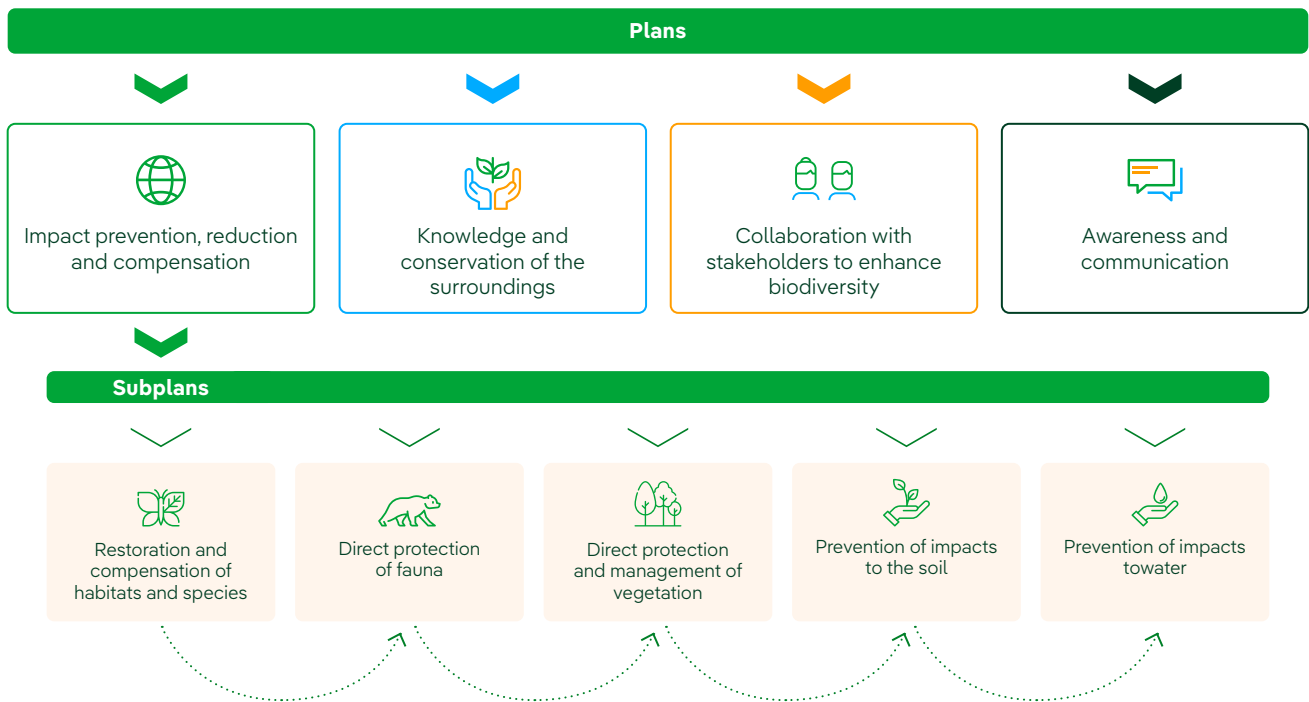 Plans
Impact prevention, reduction
and compensation
Knowledge and
conservation of the
surroundings
Collaboration with
stakeholders to enhance
biodiversity
Awareness and
communication
Subplans
Restoration and
compensation of
habitats and species
Direct protection
of fauna
Direct protection
and management of
vegetation
Prevention of impacts
to the soil
Prevention of impacts
towater